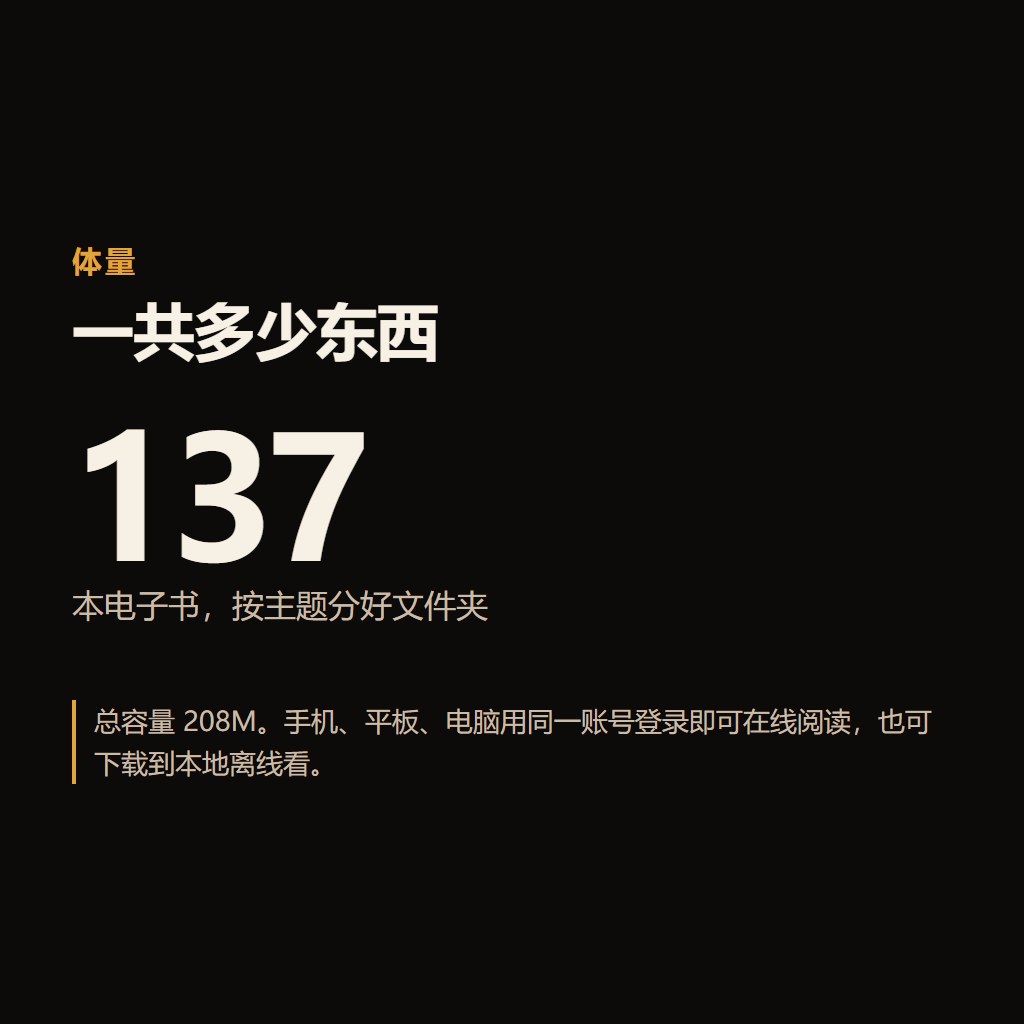 体量
一共多少东西
137
本电子书，按主题分好文件夹
总容量 208M。手机、平板、电脑用同一账号登录即可在线阅读，也可
下载到本地离线看。